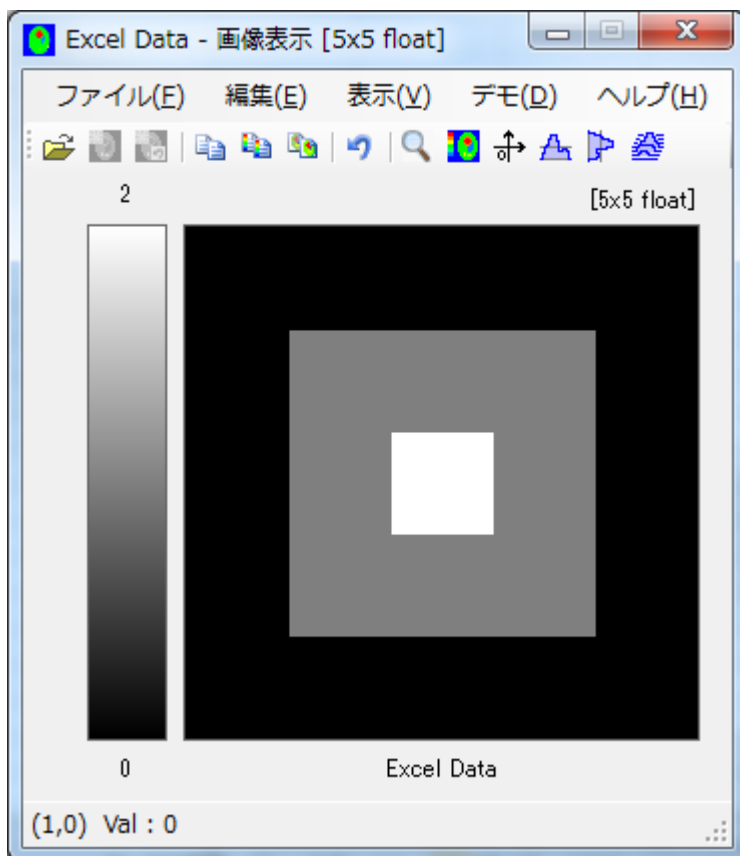 Excel Data - 画像表示 [5x5 float]
ファイル(F) 編集(E) 表示(V) デモ(D) ヘルプ(H)
2
[5x5 float]
0
Excel Data
(1,0) Val : 0